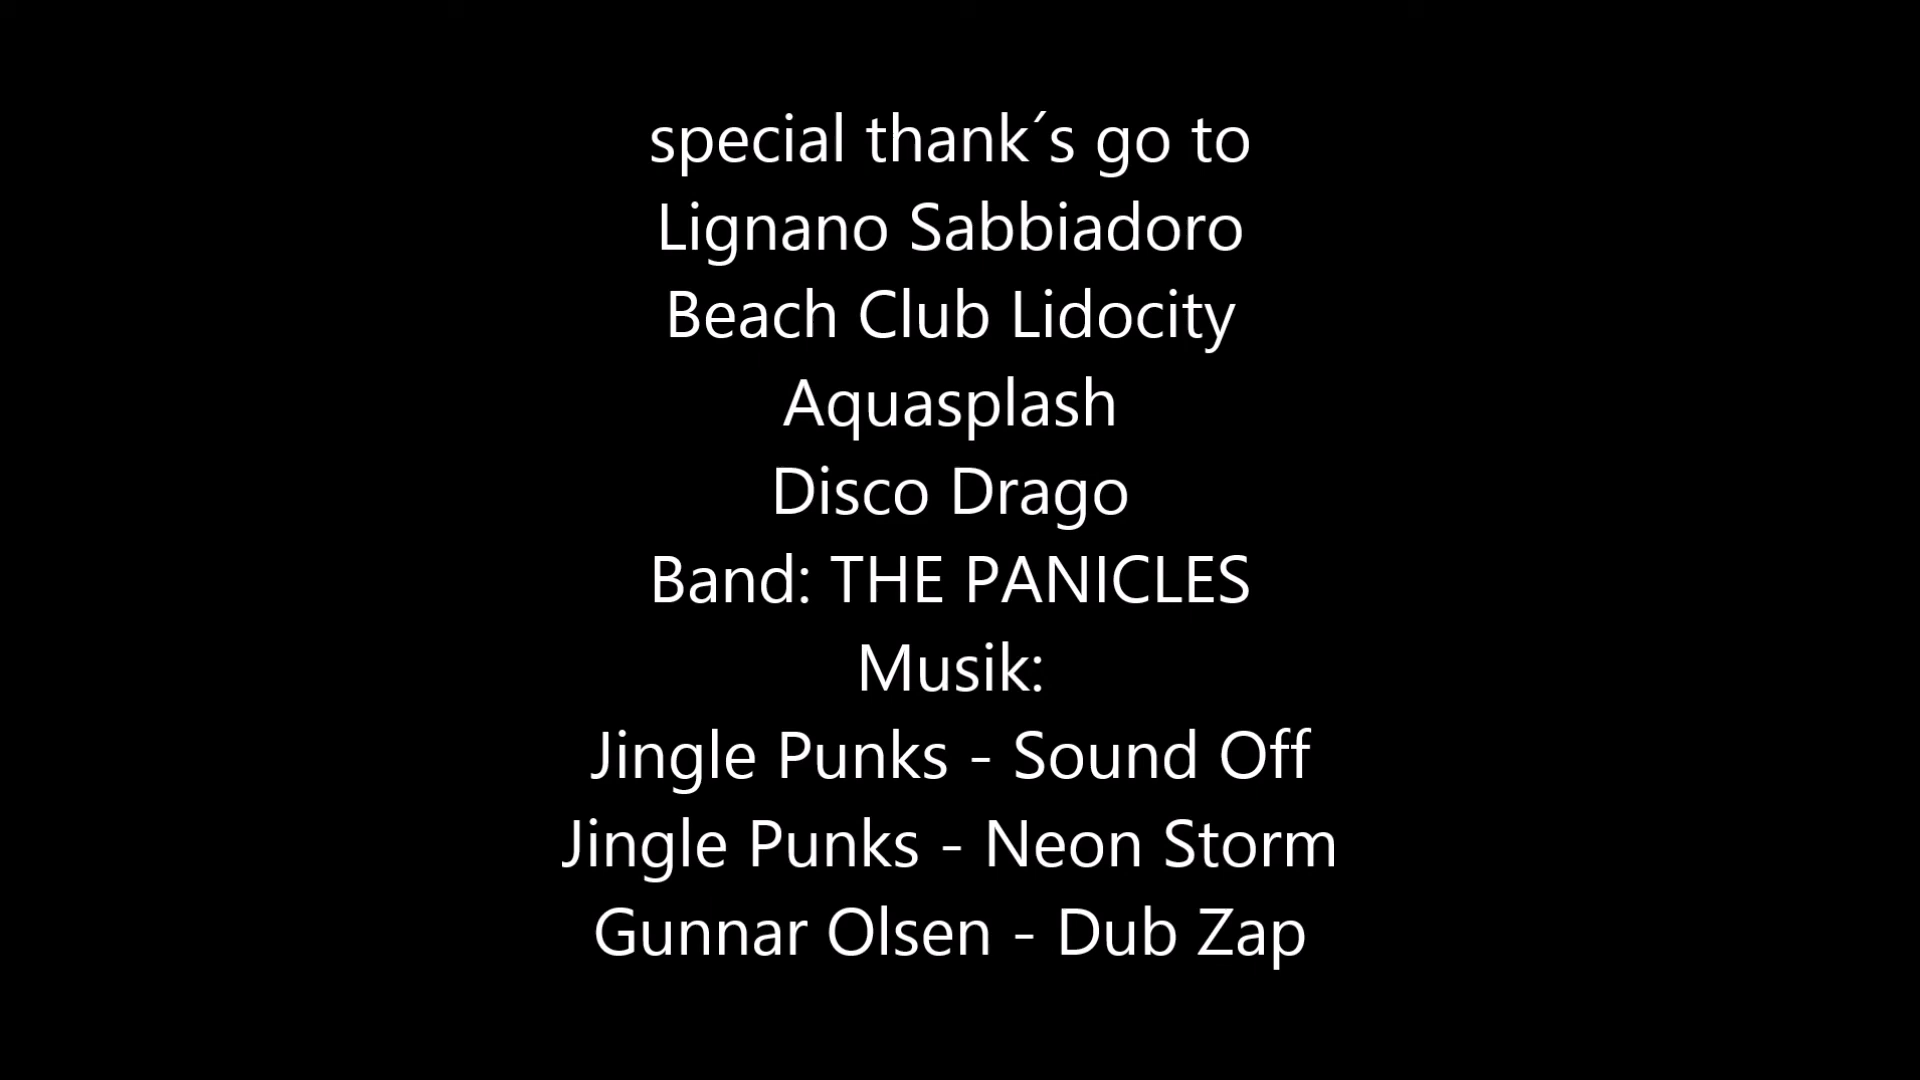 special thank´s go to
Lignano Sabbiadoro
Beach Club Lidocity
Aquasplash
Disco Drago
Band: THE PANICLES
Musik:
Jingle Punks - Sound Off
Jingle Punks - Neon Storm
Gunnar Olsen - Dub Zap